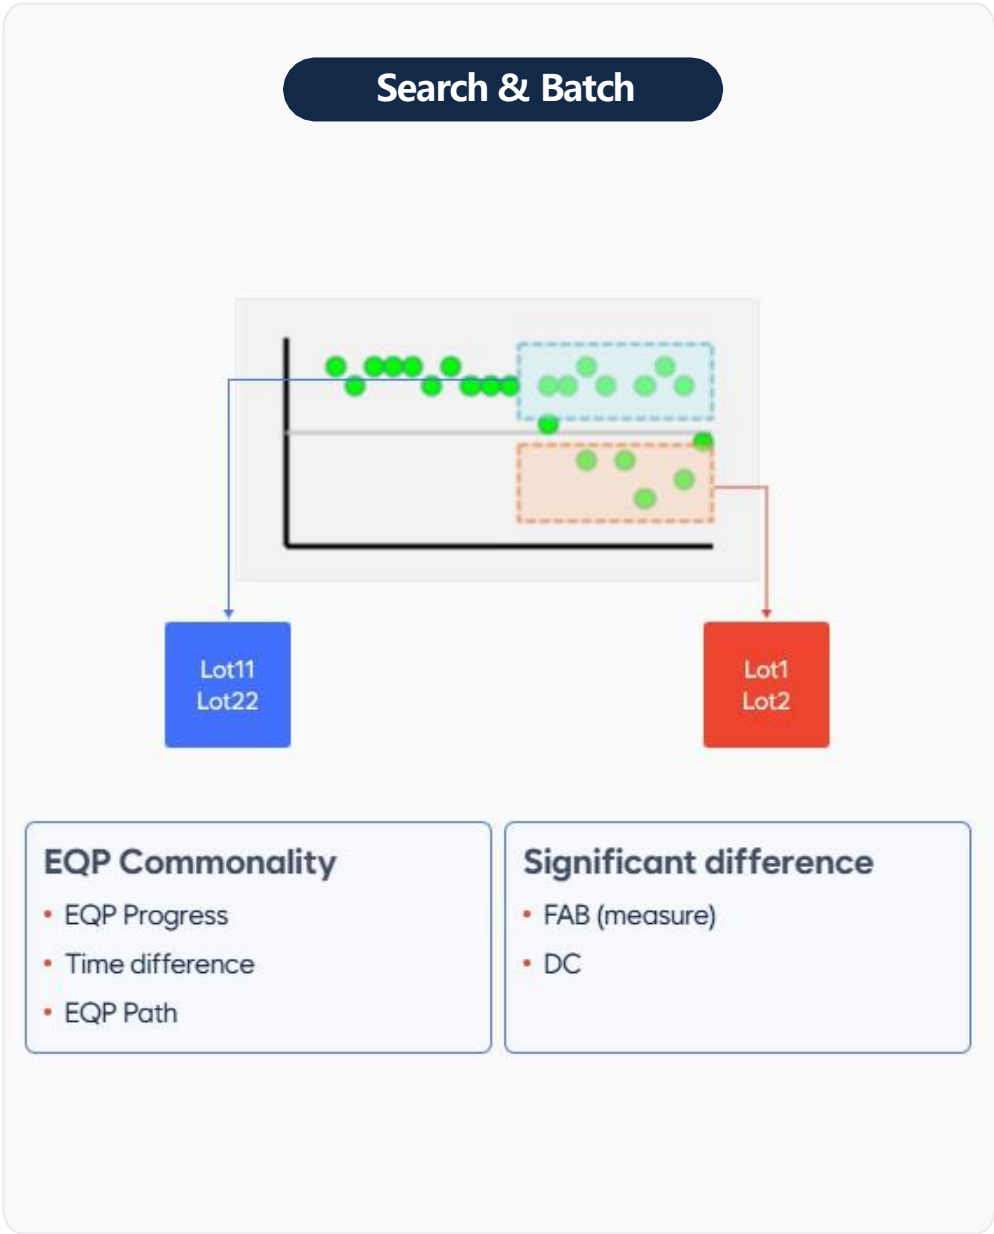 Search & Batch
Lot11
Lot22
Lot1
Lot2
EQP Commonality
• EQP Progress
• Time difference
• EQP Path
Significant difference
• FAB (measure)
• DC